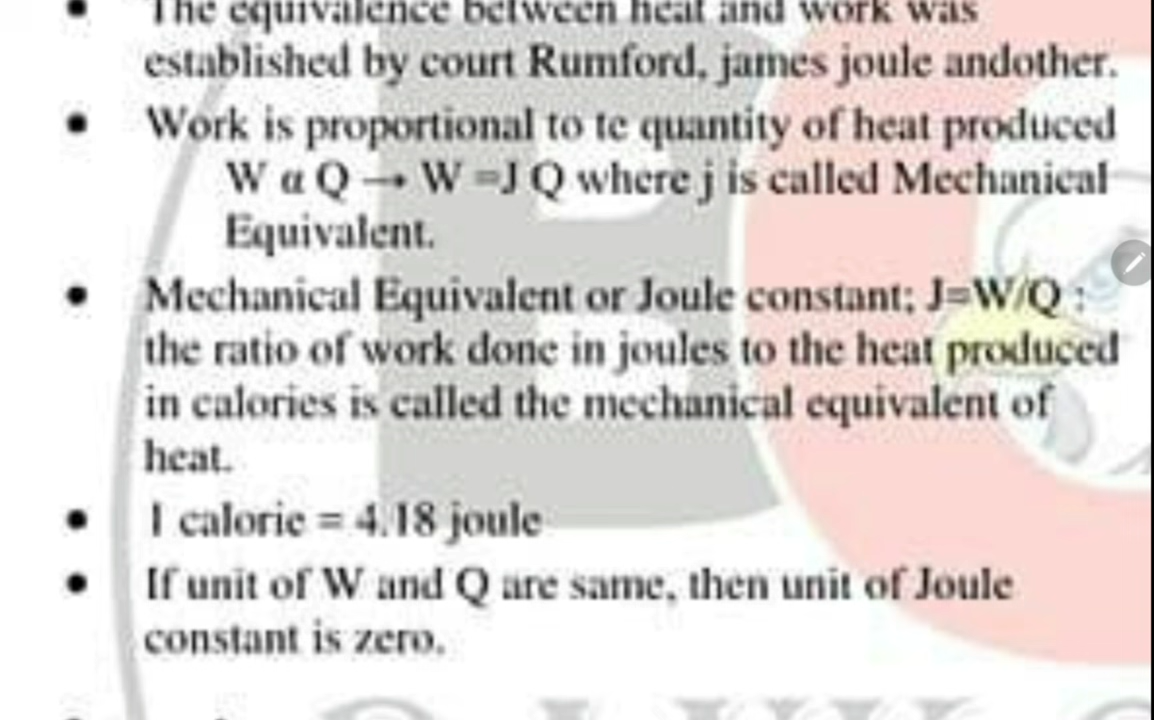 The equivalence between heat and work was
established by court Rumford, james joule andother.
Work is proportional to te quantity of heat produced
W α Q → W =J Q where j is called Mechanical
Equivalent.
Mechanical Equivalent or Joule constant; J=W/Q :
the ratio of work done in joules to the heat produced
in calories is called the mechanical equivalent of
heat.
1 calorie = 4.18 joule
If unit of W and Q are same, then unit of Joule
constant is zero.